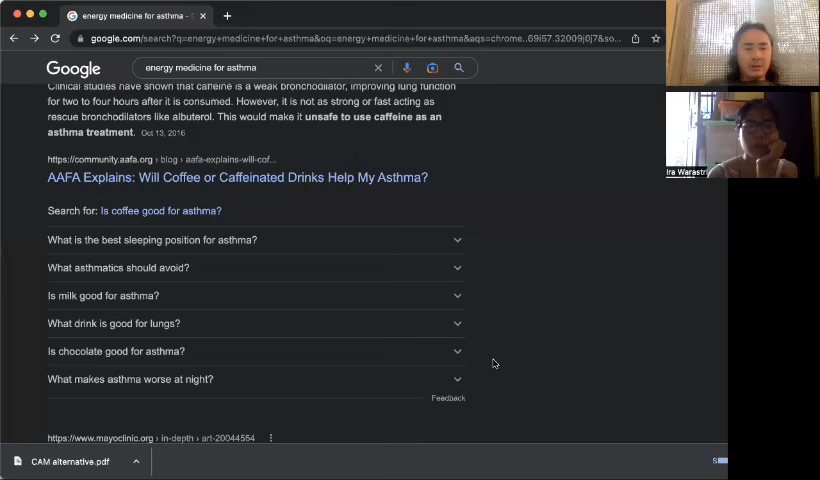 energy medicine for asthma -
google.com/search?q=energy+medicine+for+asthma&oq=energy+medicine+for+asthma&aqs=chrome..69i57.32009j0j7&so...
Google
energy medicine for asthma
Clinical studies have shown that caffeine is a weak bronchodilator, improving lung function
for two to four hours after it is consumed. However, it is not as strong or fast acting as
rescue bronchodilators like albuterol. This would make it unsafe to use caffeine as an
asthma treatment. Oct 13, 2016
https://community.aafa.org › blog › aafa-explains-will-cof...
AAFA Explains: Will Coffee or Caffeinated Drinks Help My Asthma?
Search for: Is coffee good for asthma?
What is the best sleeping position for asthma?
What asthmatics should avoid?
Is milk good for asthma?
What drink is good for lungs?
Is chocolate good for asthma?
What makes asthma worse at night?
Feedback
https://www.mayoclinic.org › in-depth › art-20044554
CAM alternative.pdf
Ira Warastri